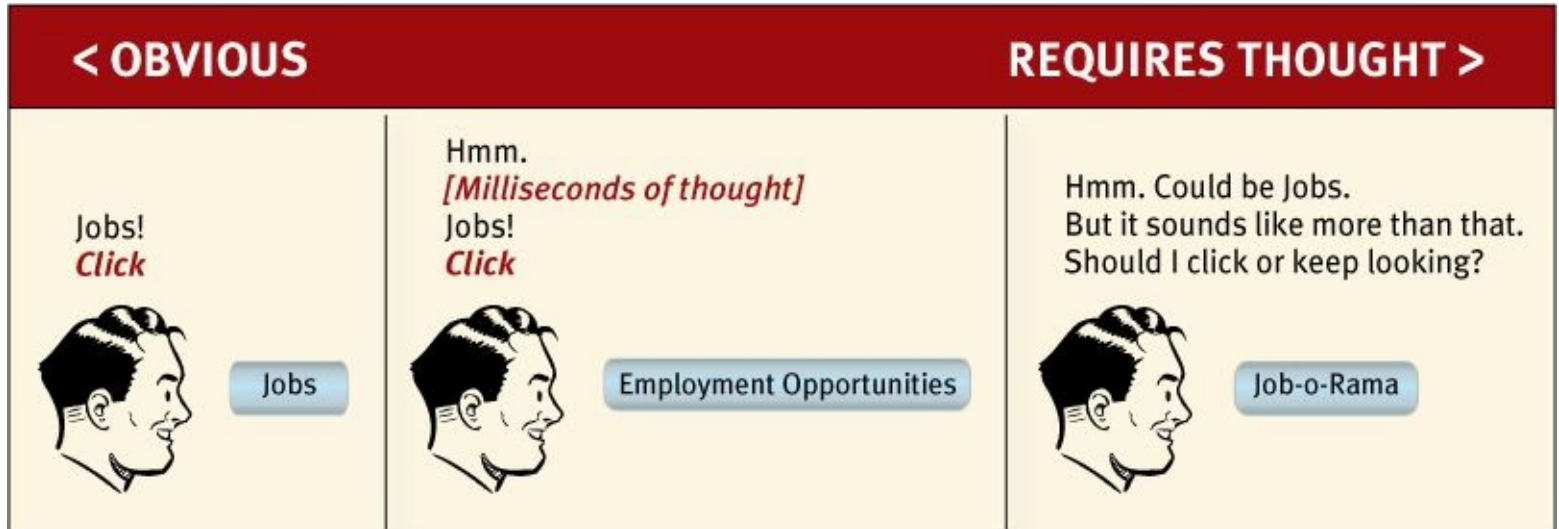 < OBVIOUS
REQUIRES THOUGHT >
Jobs!
Click
Jobs
Hmm.
[Milliseconds of thought]
Jobs!
Click
Employment Opportunities
Hmm. Could be Jobs.
But it sounds like more than that.
Should I click or keep looking?
Job-o-Rama